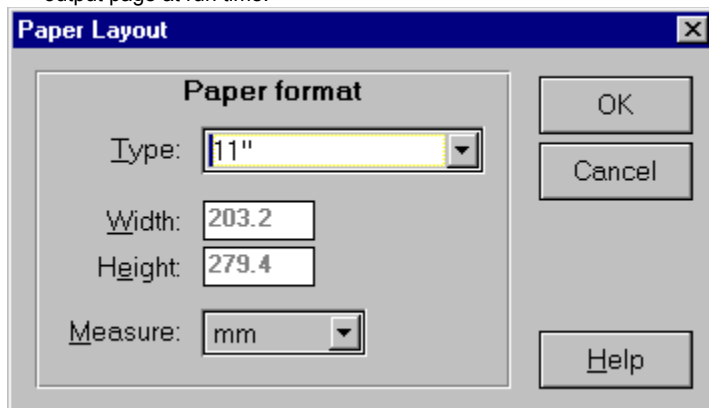 output page at run time.
Paper Layout
Paper format
Type: 11"
Width: 203.2
Height: 279.4
Measure: mm
OK
Cancel
Help